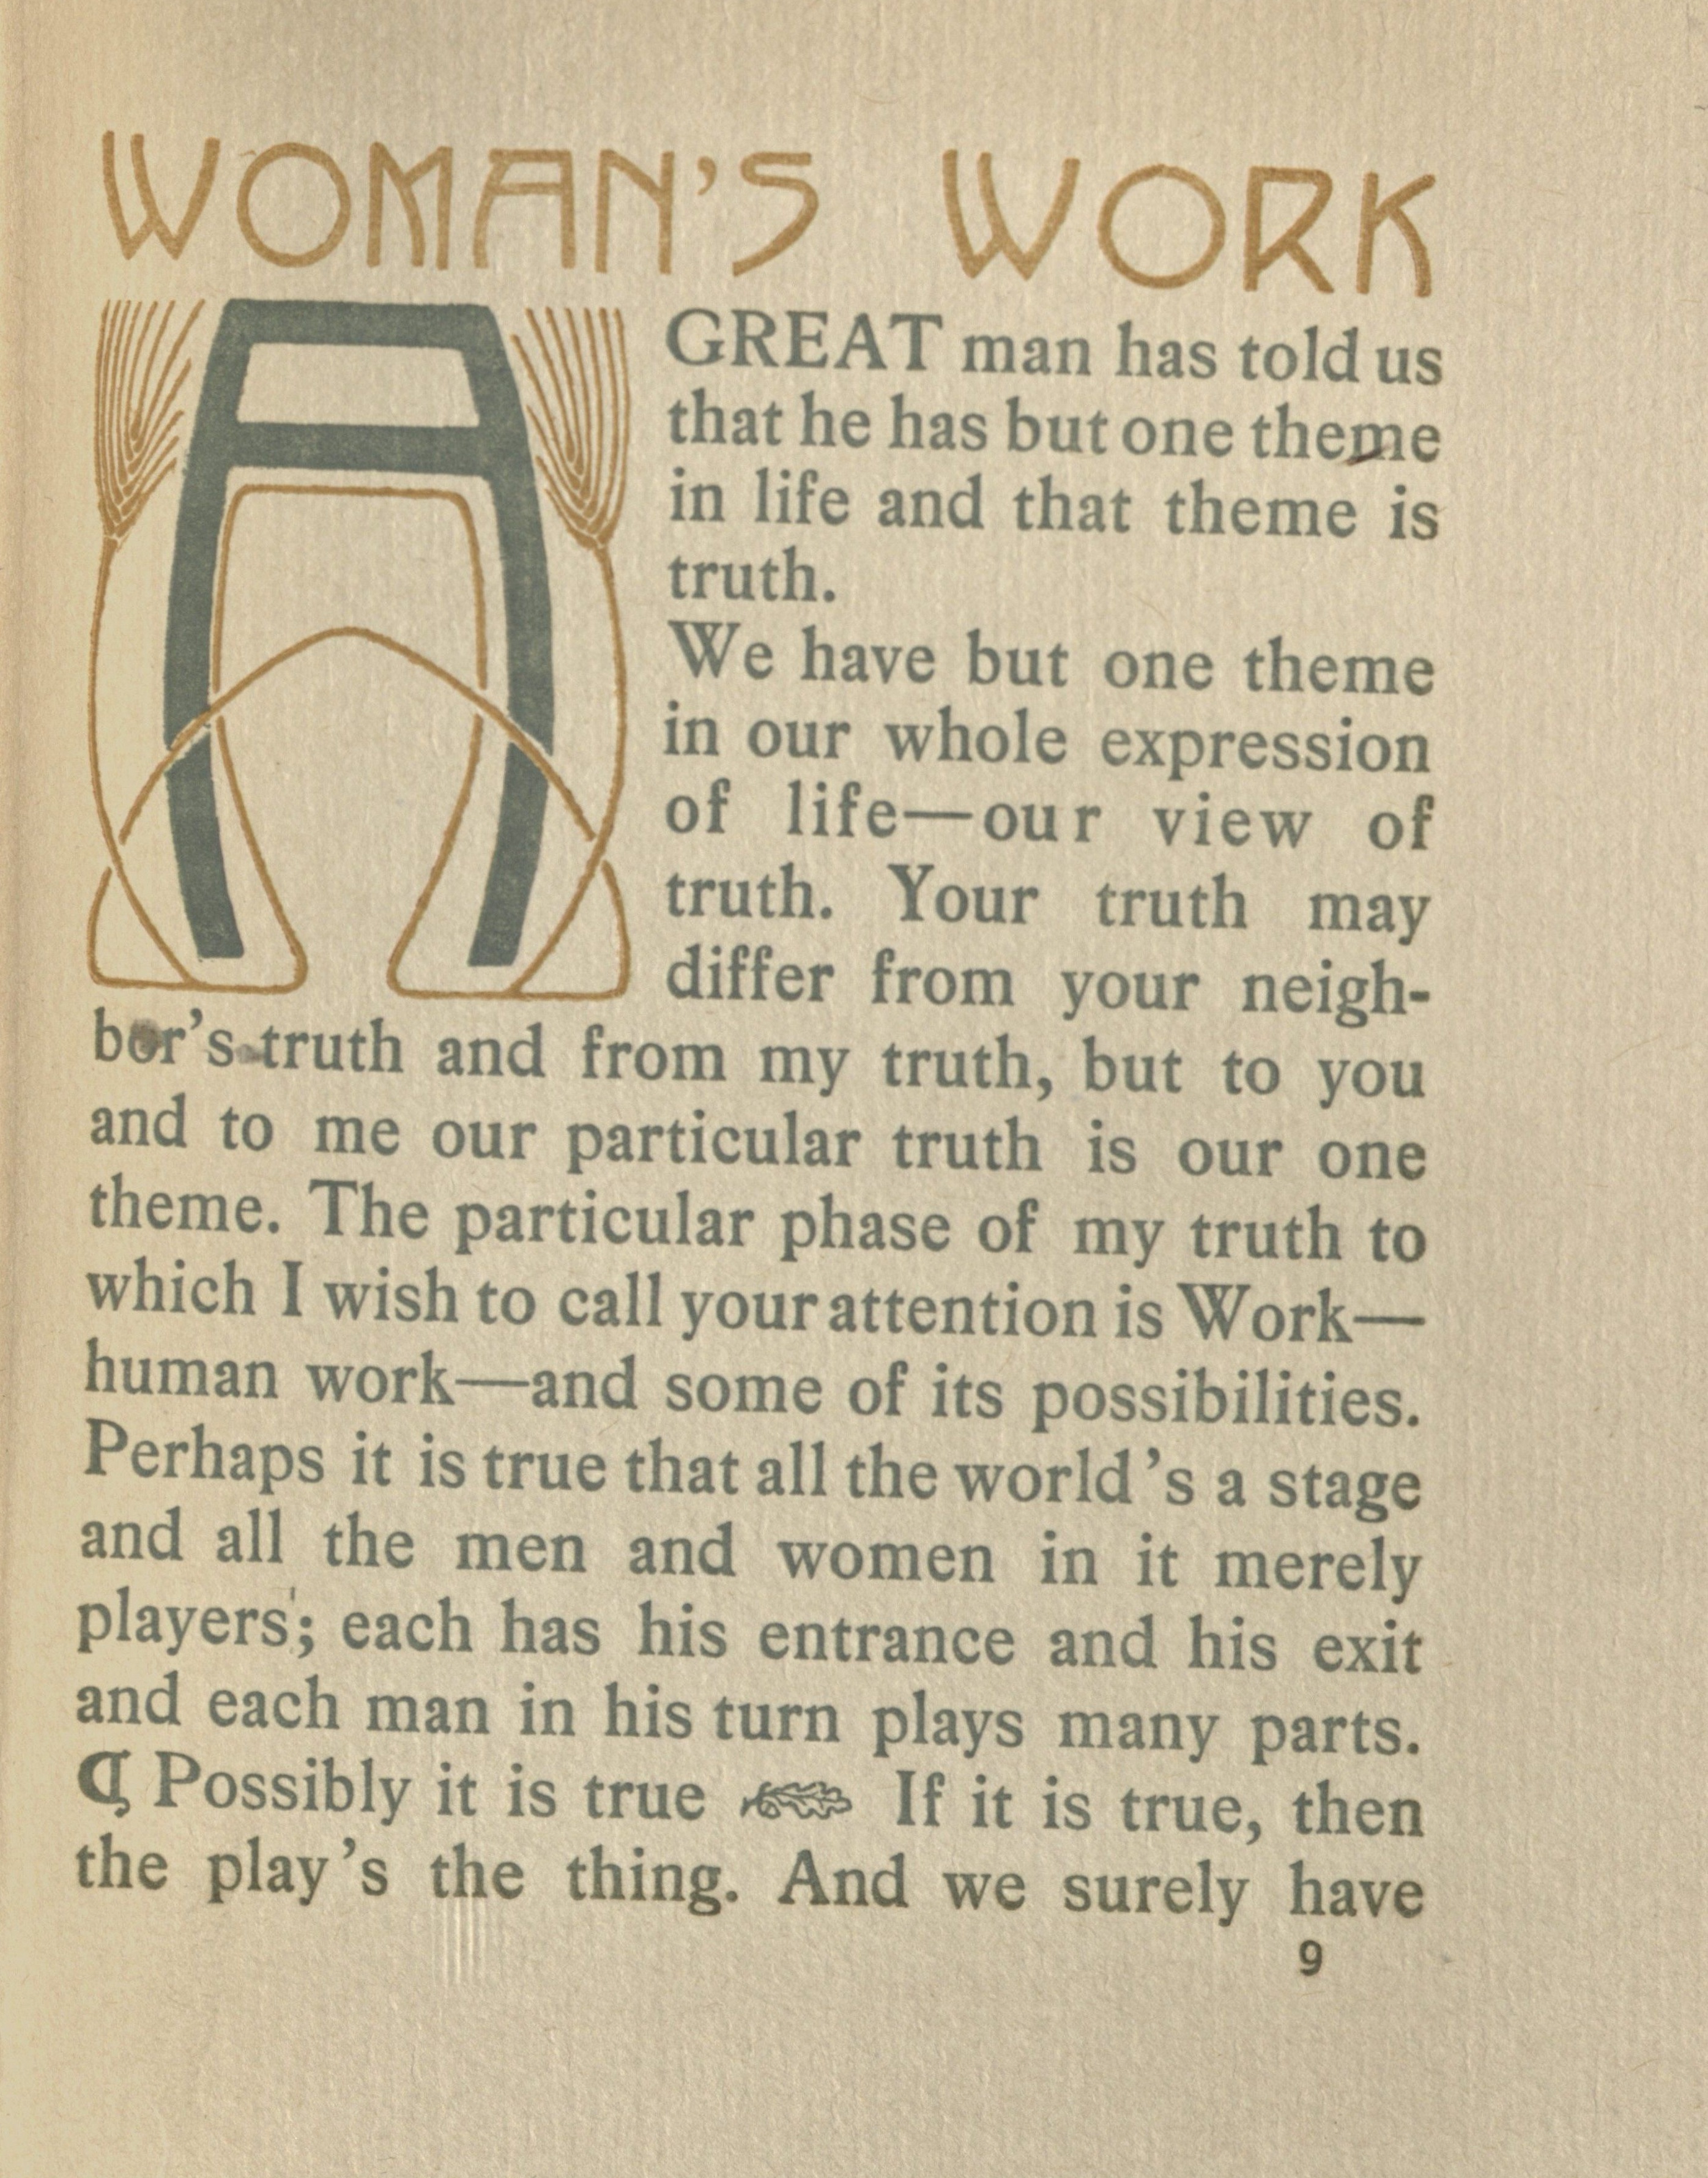 WOMAN'S WORK
A GREAT man has told us
that he has but one theme
in life and that theme is
truth.
We have but one theme
in our whole expression
of life—our view of
truth. Your truth may
differ from your neigh-
bor's truth and from my truth, but to you
and to me our particular truth is our one
theme. The particular phase of my truth to
which I wish to call your attention is Work—
human work—and some of its possibilities.
Perhaps it is true that all the world's a stage
and all the men and women in it merely
players; each has his entrance and his exit
and each man in his turn plays many parts.
¶ Possibly it is true If it is true, then
the play's the thing. And we surely have
9